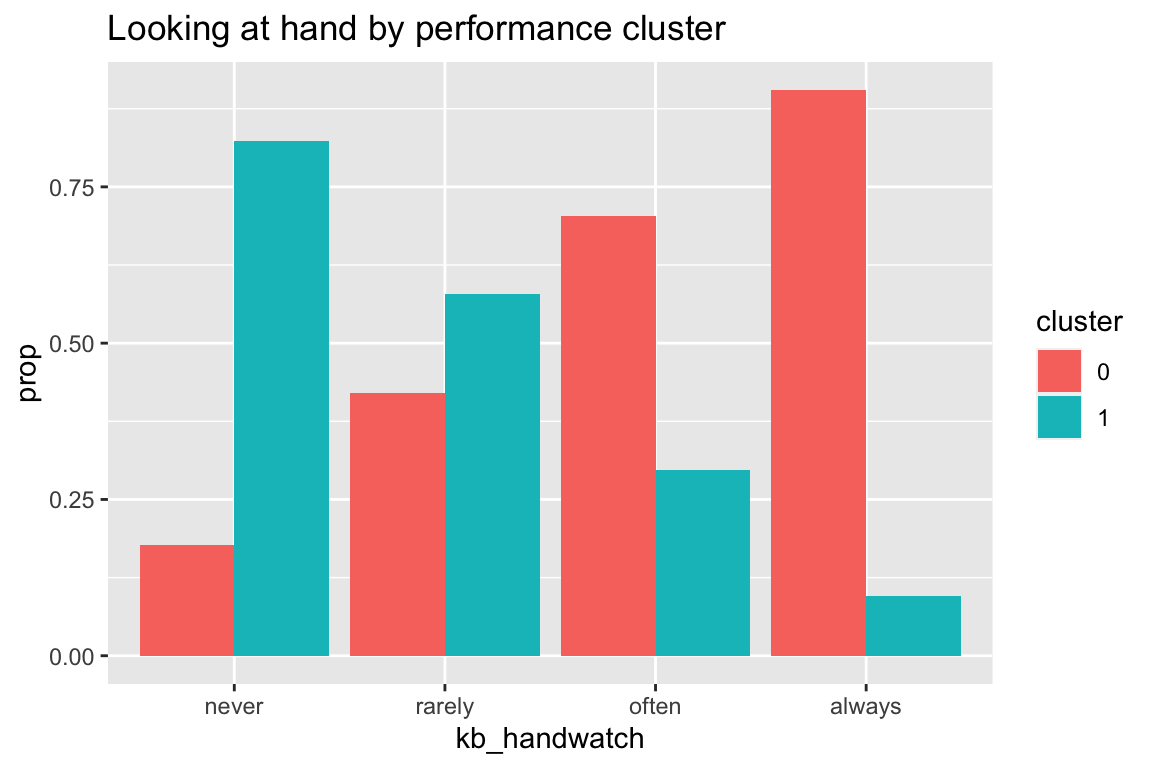 Looking at hand by performance cluster
prop
0.75
0.50
0.25
0.00
never rarely often always
kb_handwatch
cluster
0
1